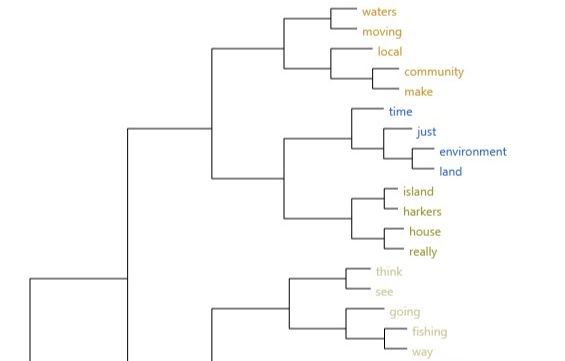 waters
moving
local
community
make
time
just
environment
land
island
harkers
house
really
think
see
going
fishing
way